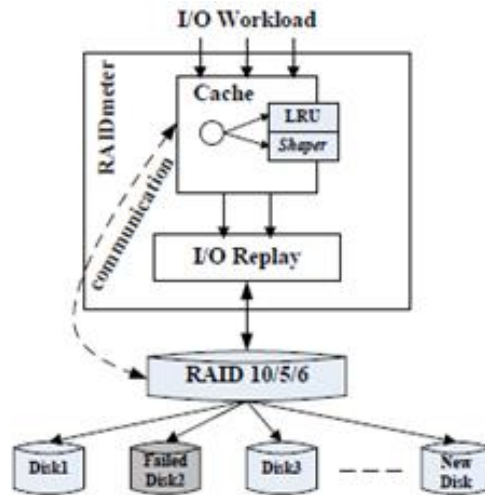 I/O Workload
RAIDmeter
Cache
LRU
Shaper
communication
I/O Replay
RAID 10/5/6
Disk1
Failed
Disk2
Disk3
New
Disk